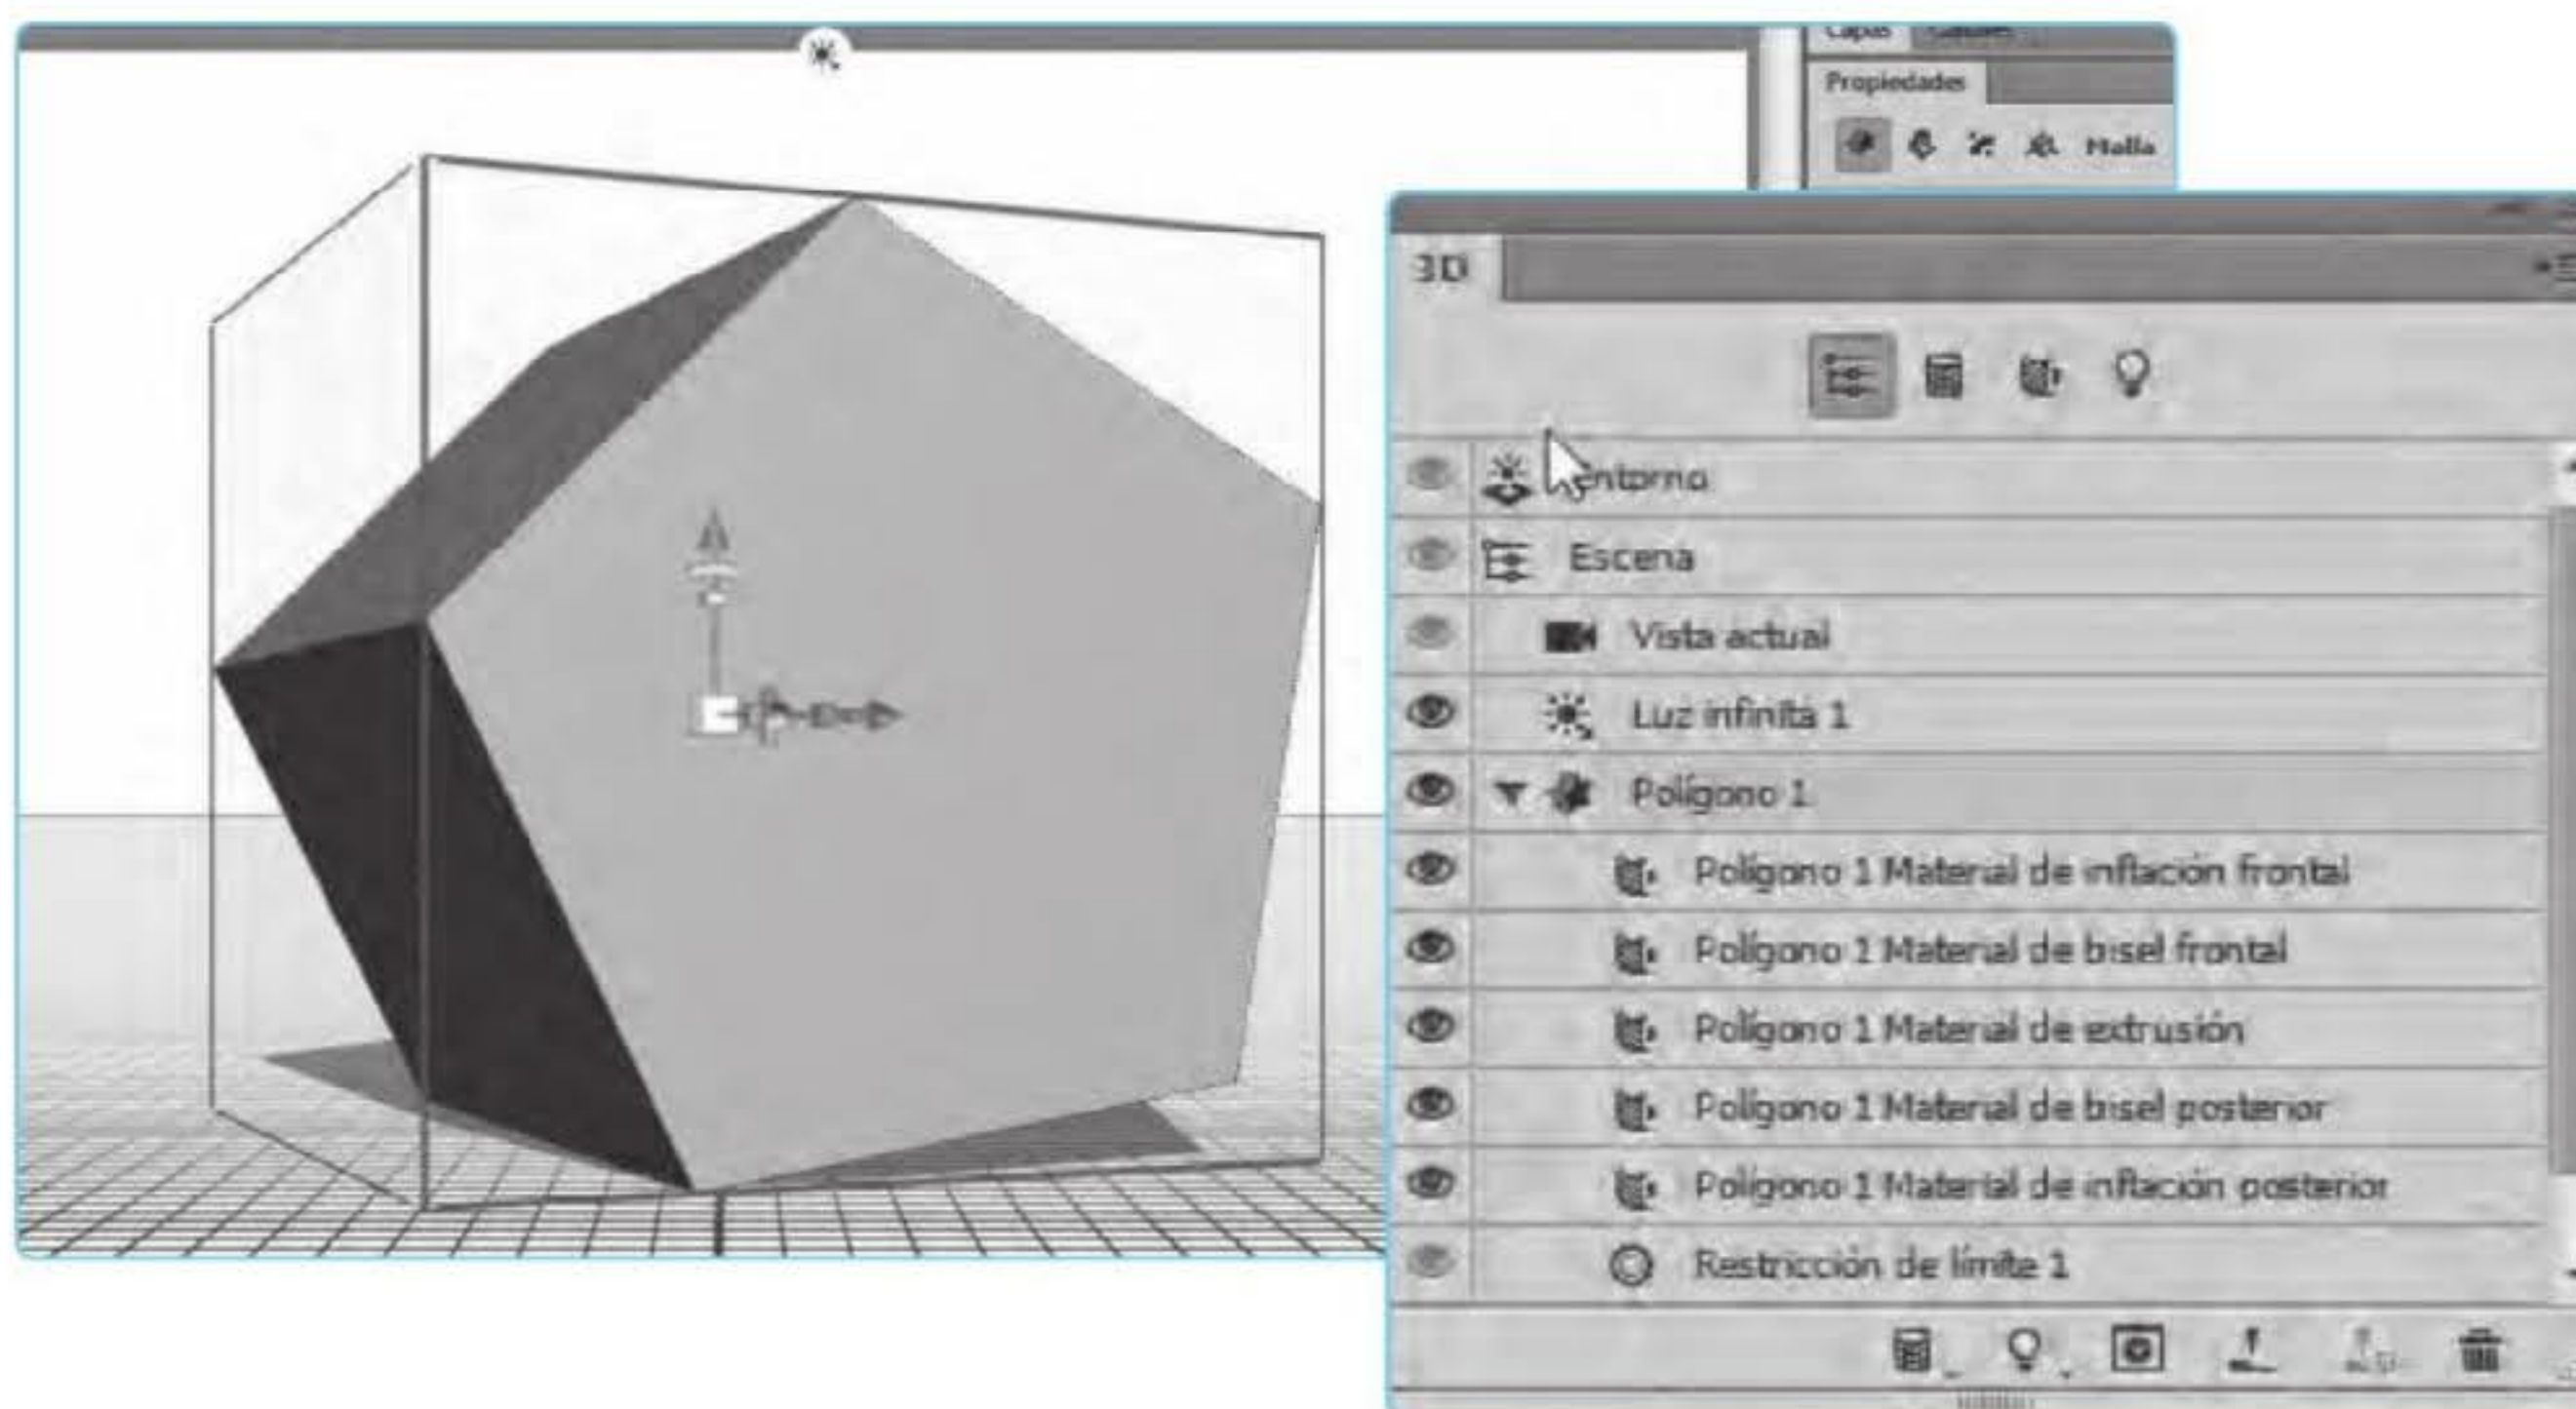 Capas
Propiedades
Malla
3D
Entorno
Escena
Vista actual
Luz infinita 1
Polígono 1
Polígono 1 Material de inflación frontal
Polígono 1 Material de bisel frontal
Polígono 1 Material de extrusión
Polígono 1 Material de bisel posterior
Polígono 1 Material de inflación posterior
Restricción de límite 1